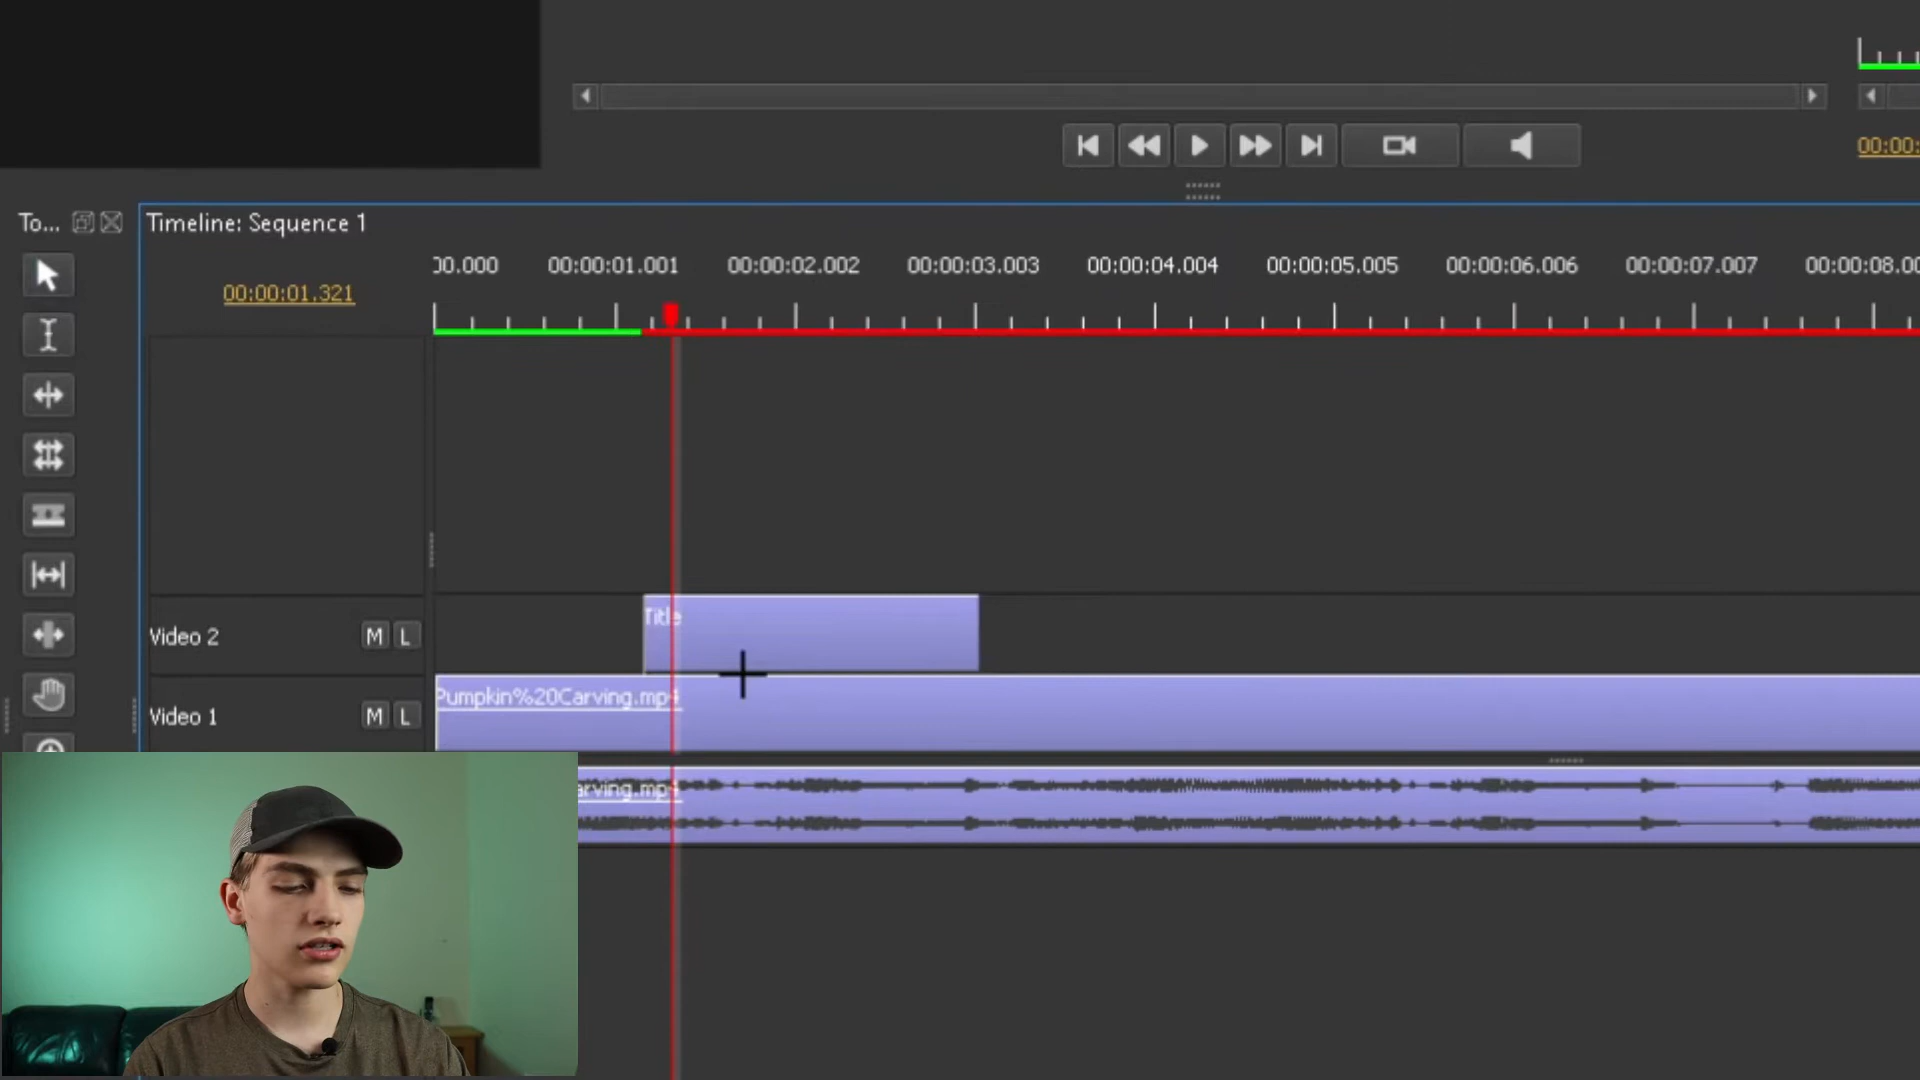 00:00:
To...
Timeline: Sequence 1
00:00:01.321
00.000 00:00:01.001 00:00:02.002 00:00:03.003 00:00:04.004 00:00:05.005 00:00:06.006 00:00:07.007 00:00:08.00
Video 2 M L
Title
Video 1 M L
Pumpkin%20Carving.mp4
arving.mp4